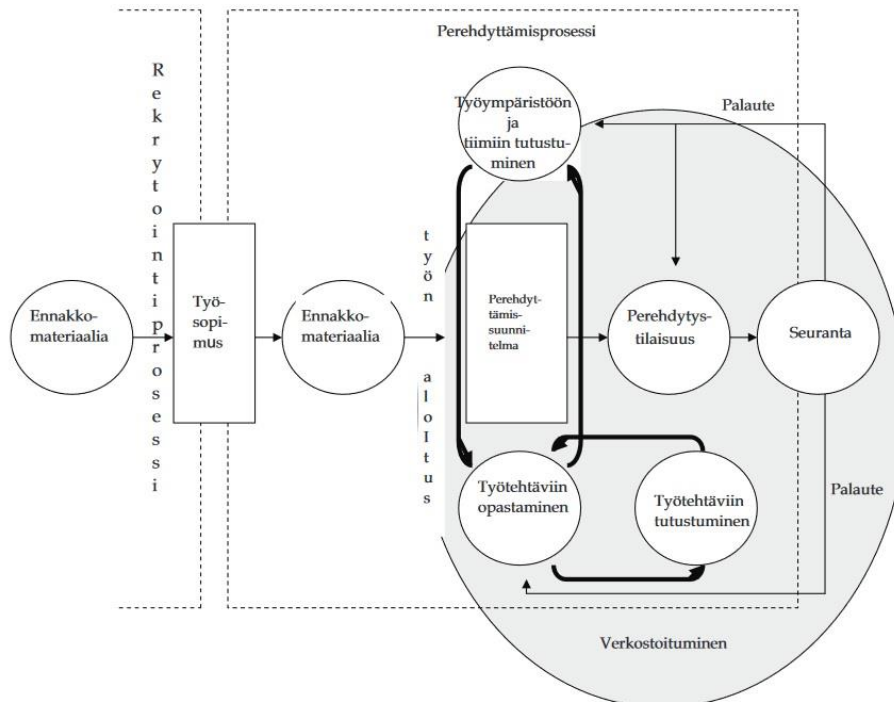 Perehdyttämisprosessi
Rekrytointiprosessi
Työympäristöön
ja
tiimiin tutustu-
minen
Palaute
työn aloItus
Ennakko-
materiaalia
Työ-
sopi-
mus
Ennakko-
materiaalia
Perehdyt-
tämis-
suunni-
telma
Perehdytys-
tilaisuus
Seuranta
Työtehtäviin
opastaminen
Työtehtäviin
tutustuminen
Palaute
Verkostoituminen